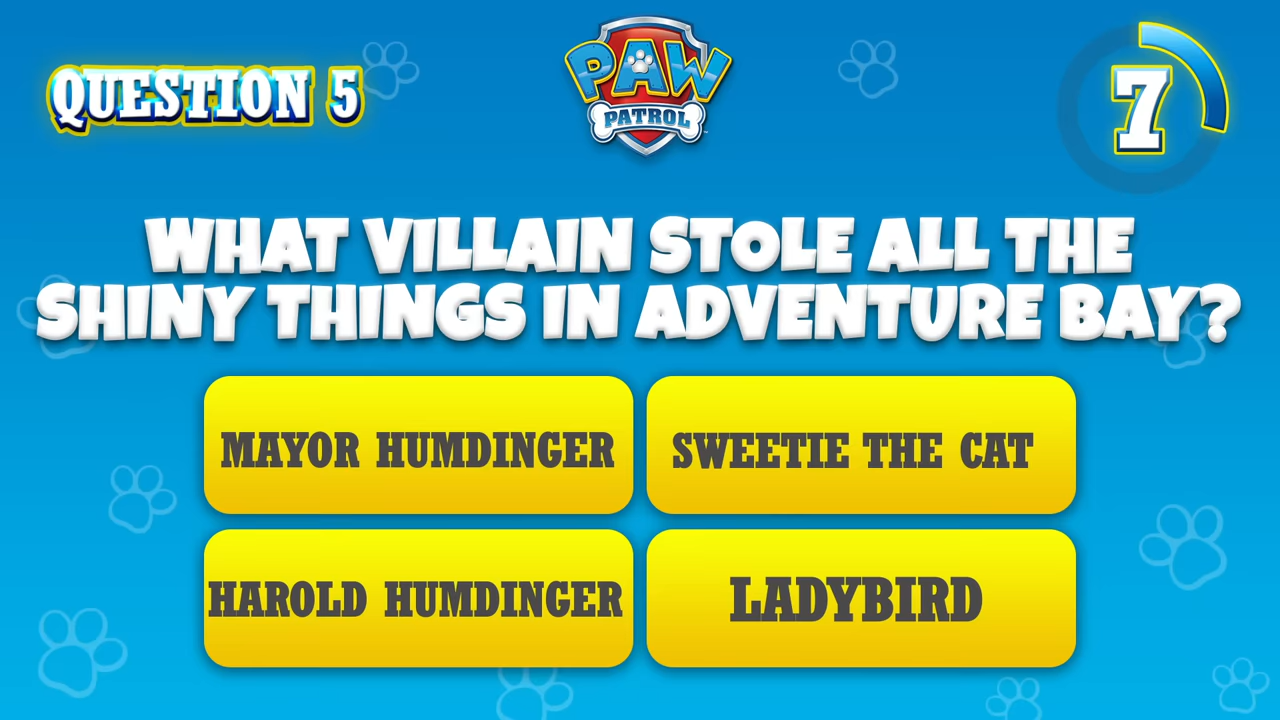 QUESTION 5
PAW
PATROL
7
WHAT VILLAIN STOLE ALL THE
SHINY THINGS IN ADVENTURE BAY?
MAYOR HUMDINGER
SWEETIE THE CAT
HAROLD HUMDINGER
LADYBIRD